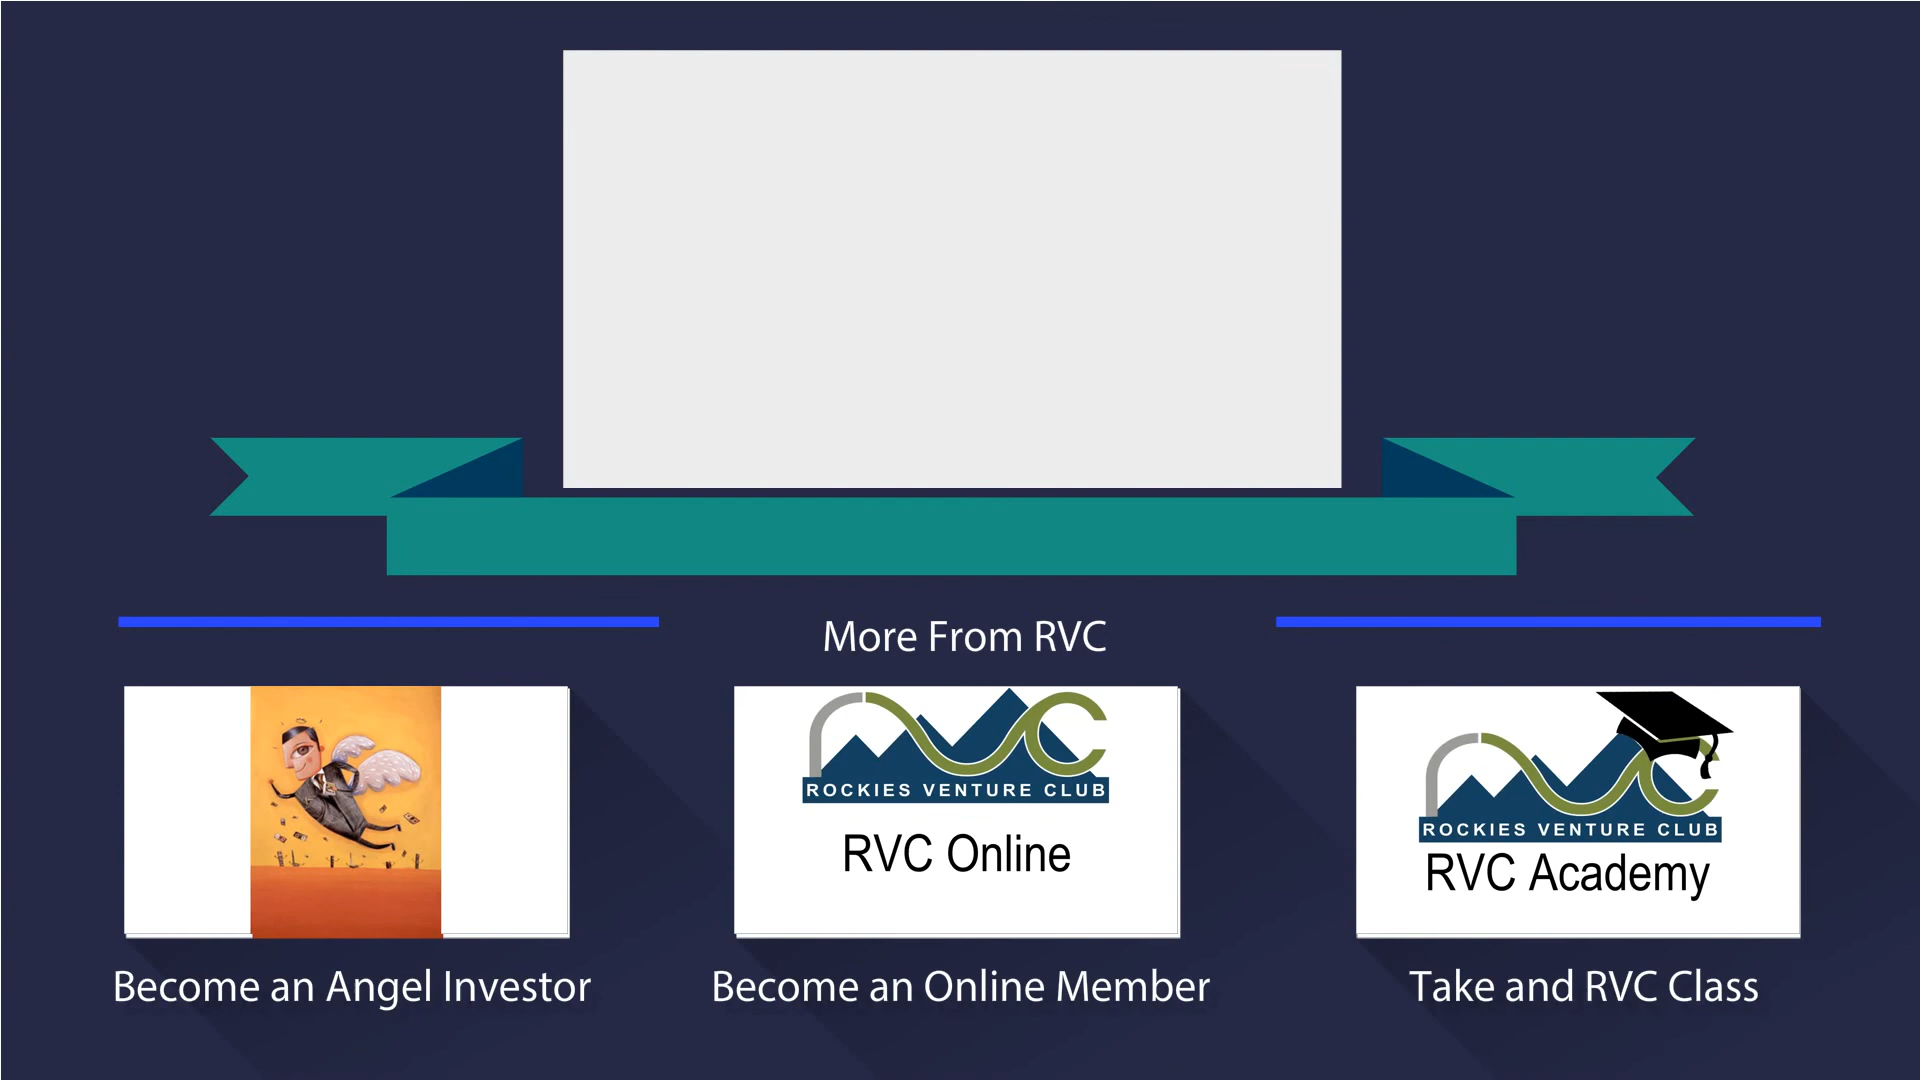 More From RVC
ROCKIES VENTURE CLUB
RVC Online
ROCKIES VENTURE CLUB
RVC Academy
Become an Angel Investor
Become an Online Member
Take and RVC Class